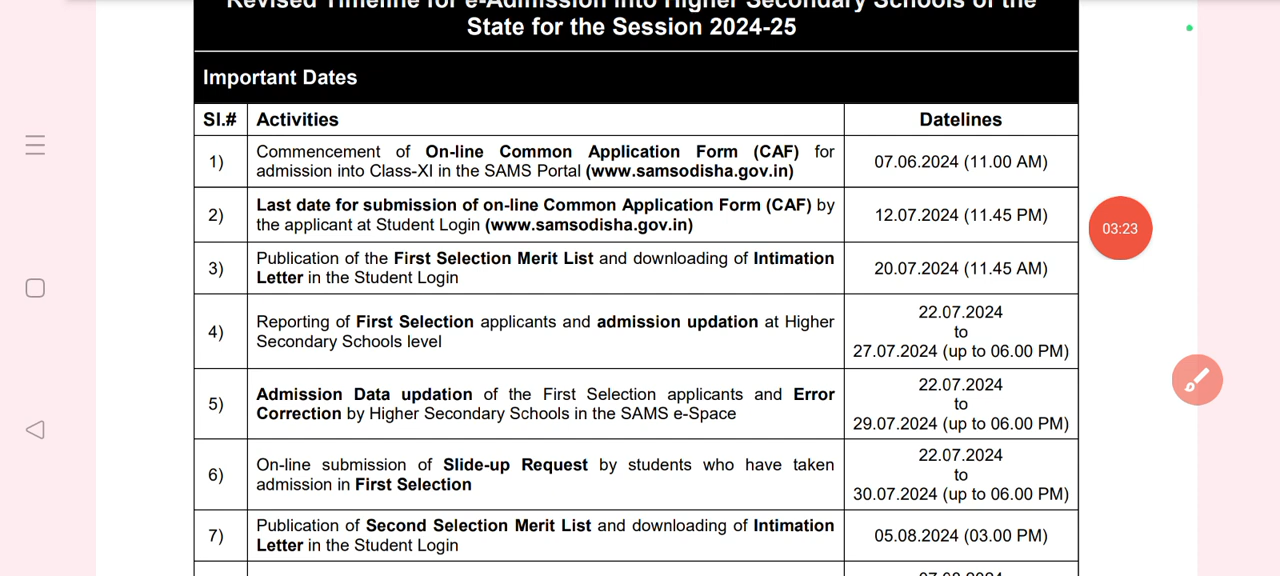 Revised Timeline for e-Admission into Higher Secondary Schools of the
State for the Session 2024-25
Important Dates
Sl.# Activities Datelines
1) Commencement of On-line Common Application Form (CAF) for
admission into Class-XI in the SAMS Portal (www.samsodisha.gov.in)
07.06.2024 (11.00 AM)
2) Last date for submission of on-line Common Application Form (CAF) by
the applicant at Student Login (www.samsodisha.gov.in)
12.07.2024 (11.45 PM)
3) Publication of the First Selection Merit List and downloading of Intimation
Letter in the Student Login
20.07.2024 (11.45 AM)
4) Reporting of First Selection applicants and admission updation at Higher
Secondary Schools level
22.07.2024
to
27.07.2024 (up to 06.00 PM)
5) Admission Data updation of the First Selection applicants and Error
Correction by Higher Secondary Schools in the SAMS e-Space
22.07.2024
to
29.07.2024 (up to 06.00 PM)
6) On-line submission of Slide-up Request by students who have taken
admission in First Selection
22.07.2024
to
30.07.2024 (up to 06.00 PM)
7) Publication of Second Selection Merit List and downloading of Intimation
Letter in the Student Login
05.08.2024 (03.00 PM)
03:23